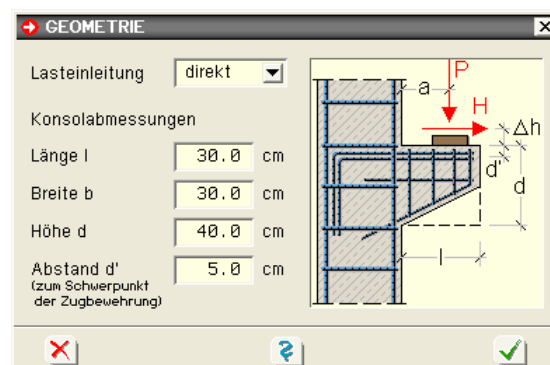 GEOMETRIE
Lasteinleitung direkt
Konsolabmessungen
Länge l 30.0 cm
Breite b 30.0 cm
Höhe d 40.0 cm
Abstand d' 5.0 cm
(zum Schwerpunkt
der Zugbewehrung)
P
a
H
Δh
d'
d
l